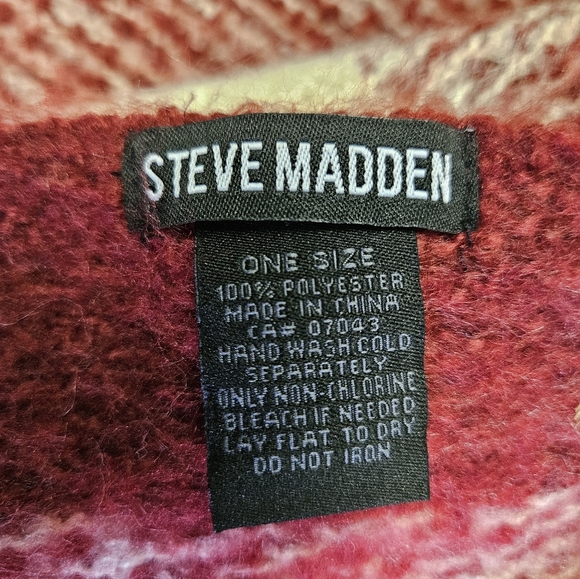 STEVE MADDEN
ONE SIZE
100% POLYESTER
MADE IN CHINA
CA# 07043
HAND WASH COLD
SEPARATELY
ONLY NON-CHLORINE
BLEACH IF NEEDED
LAY FLAT TO DRY
DO NOT IRON